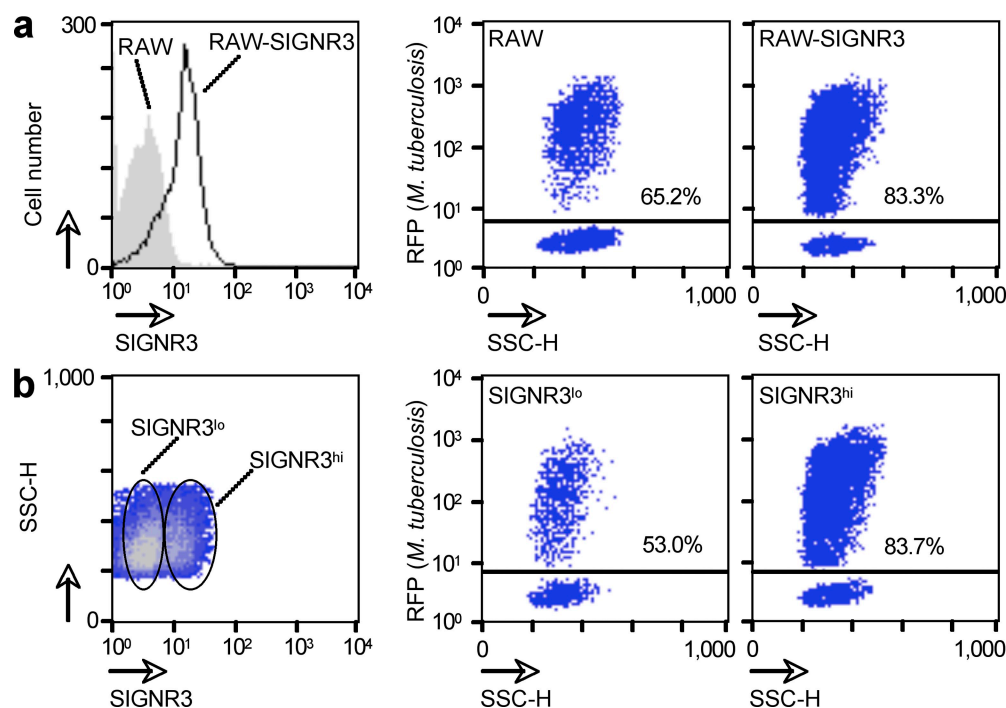 a
300
Cell number
0
RAW
RAW-SIGNR3
10⁰ 10¹ 10² 10³ 10⁴
SIGNR3
RFP (M. tuberculosis)
10⁴
10³
10²
10¹
10⁰
RAW
65.2%
0 1,000
SSC-H
RAW-SIGNR3
83.3%
0 1,000
SSC-H
b
1,000
SSC-H
0
SIGNR3ˡᵒ
SIGNR3ʰⁱ
10⁰ 10¹ 10² 10³ 10⁴
SIGNR3
RFP (M. tuberculosis)
10⁴
10³
10²
10¹
10⁰
SIGNR3ˡᵒ
53.0%
0 1,000
SSC-H
SIGNR3ʰⁱ
83.7%
0 1,000
SSC-H